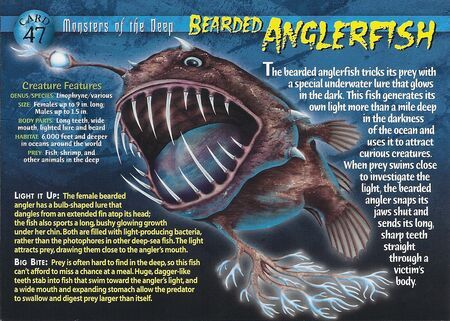 CARD
47
Monsters of the Deep
BEARDED
ANGLERFISH
Creature Features
GENUS/SPECIES: Linophryne, various
SIZE: Females up to 9 in. long;
Males up to 1.5 in.
BODY PARTS: Long teeth, wide
mouth, lighted lure and beard
HABITAT: 6,000 feet and deeper
in oceans around the world
PREY: Fish, shrimp, and
other animals in the deep
The bearded anglerfish tricks its prey with
a special underwater lure that glows
in the dark. This fish generates its
own light more than a mile deep
in the darkness
of the ocean and
uses it to attract
curious creatures.
When prey swims close
to investigate the
light, the bearded
angler snaps its
jaws shut and
sends its long,
sharp teeth
straight
through a
victim's
body.
LIGHT IT UP: The female bearded
angler has a bulb-shaped lure that
dangles from an extended fin atop its head;
the fish also sports a long, bushy glowing growth
under her chin. Both are filled with light-producing bacteria,
rather than the photophores in other deep-sea fish. The light
attracts prey, drawing them close to the angler's mouth.
BIG BITE: Prey is often hard to find in the deep, so this fish
can't afford to miss a chance at a meal. Huge, dagger-like
teeth stab into fish that swim toward the angler's light, and
a wide mouth and expanding stomach allow the predator
to swallow and digest prey larger than itself.